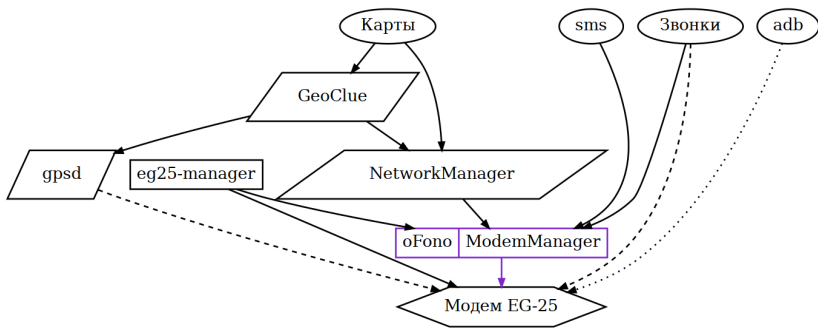 Карты
sms
Звонки
adb
GeoClue
gpsd
eg25-manager
NetworkManager
oFono
ModemManager
Модем EG-25